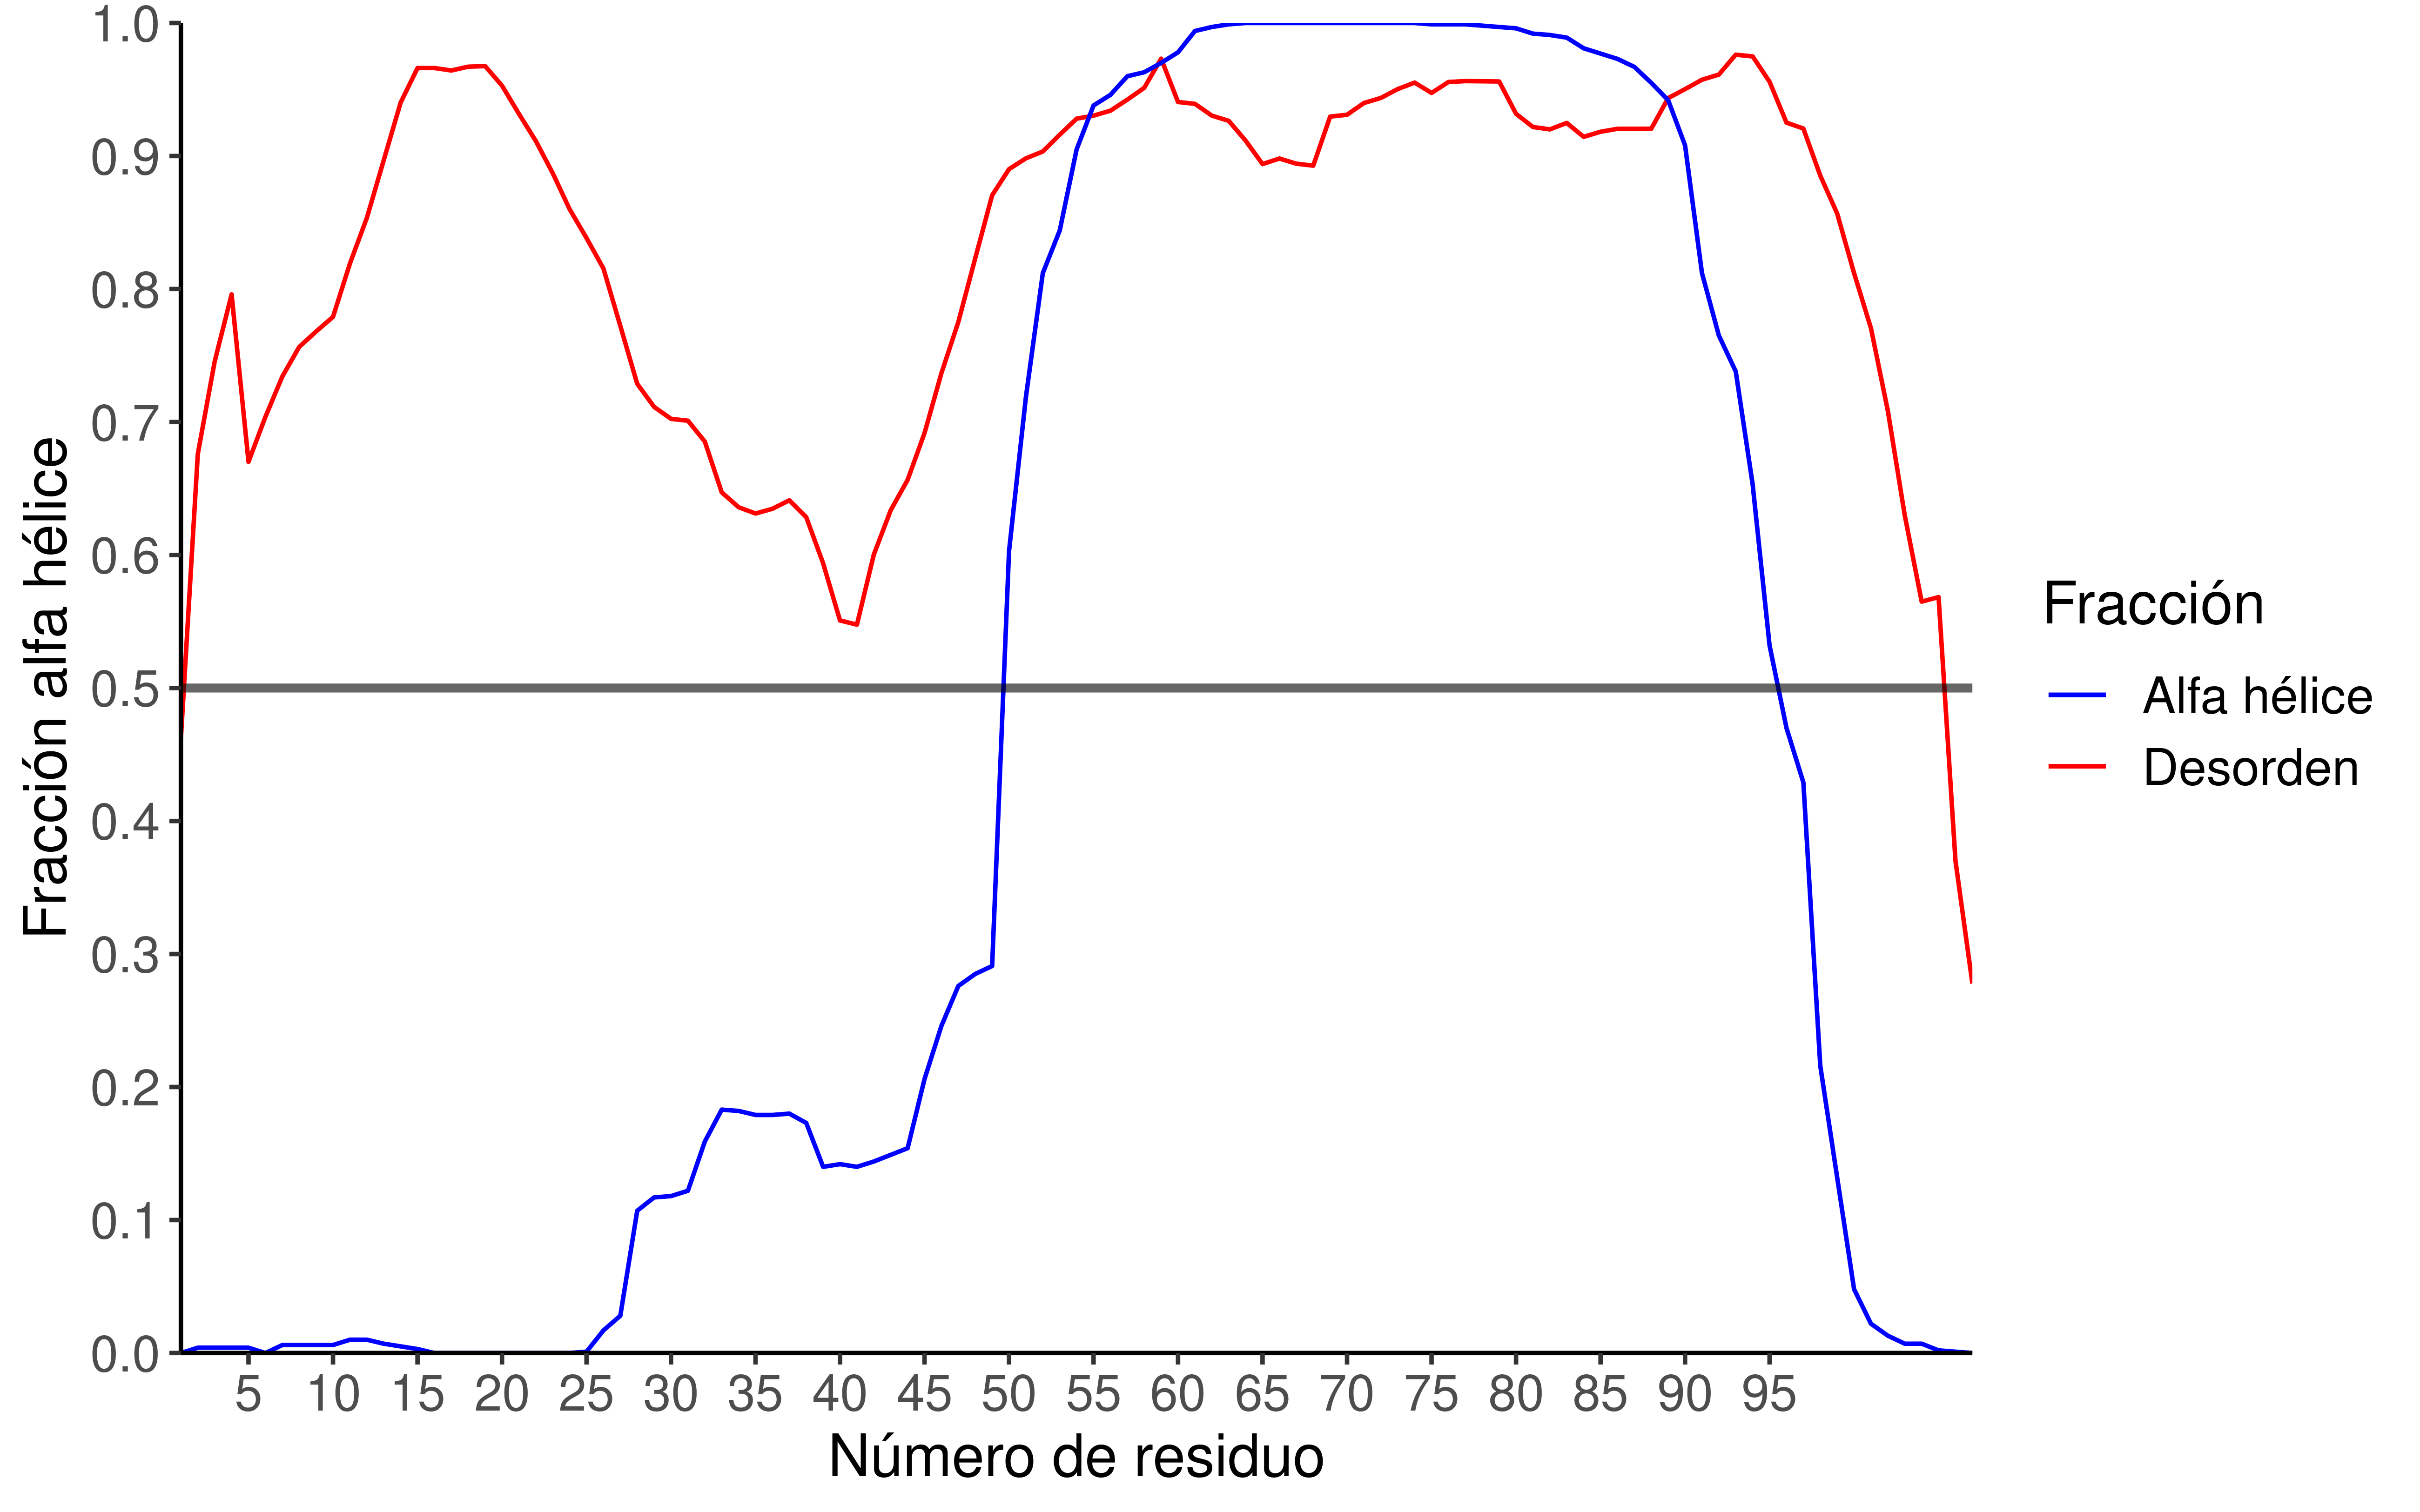 Fracción alfa hélice
1.0
0.9
0.8
0.7
0.6
0.5
0.4
0.3
0.2
0.1
0.0
5 10 15 20 25 30 35 40 45 50 55 60 65 70 75 80 85 90 95
Número de residuo
Fracción
Alfa hélice
Desorden